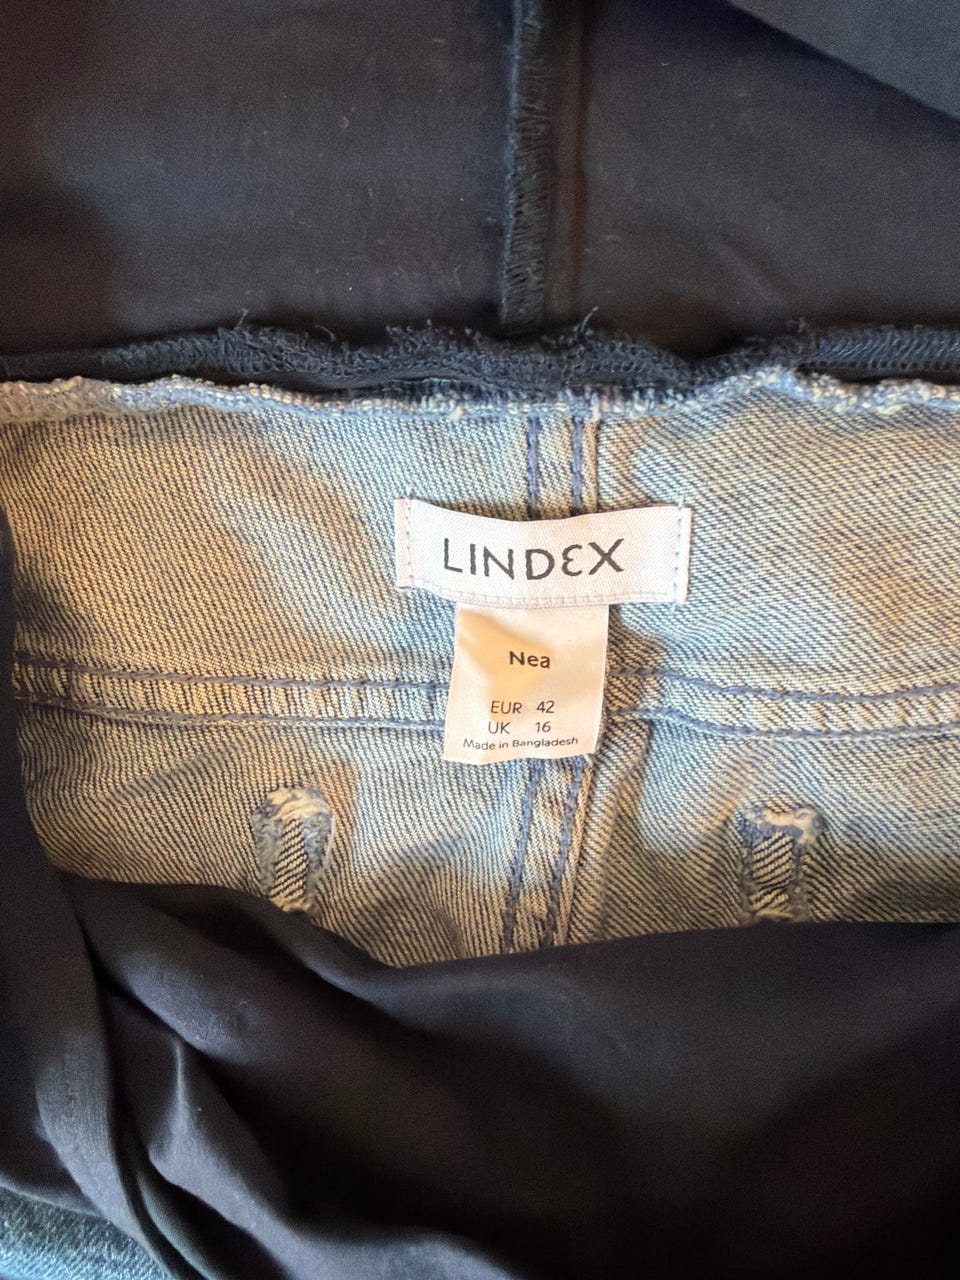 LINDEX
Nea
EUR 42
UK 16
Made in Bangladesh